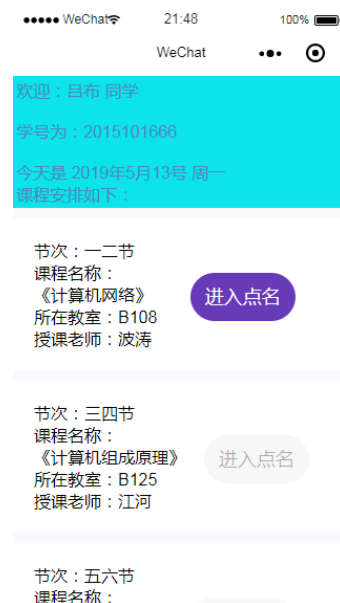 WeChat 21:48 100%
WeChat
欢迎：吕布 同学
学号为：2015101666
今天是 2019年5月13号 周一
课程安排如下：
节次：一二节
课程名称：
《计算机网络》
所在教室：B108
授课老师：波涛
进入点名
节次：三四节
课程名称：
《计算机组成原理》
所在教室：B125
授课老师：江河
进入点名
节次：五六节
课程名称：